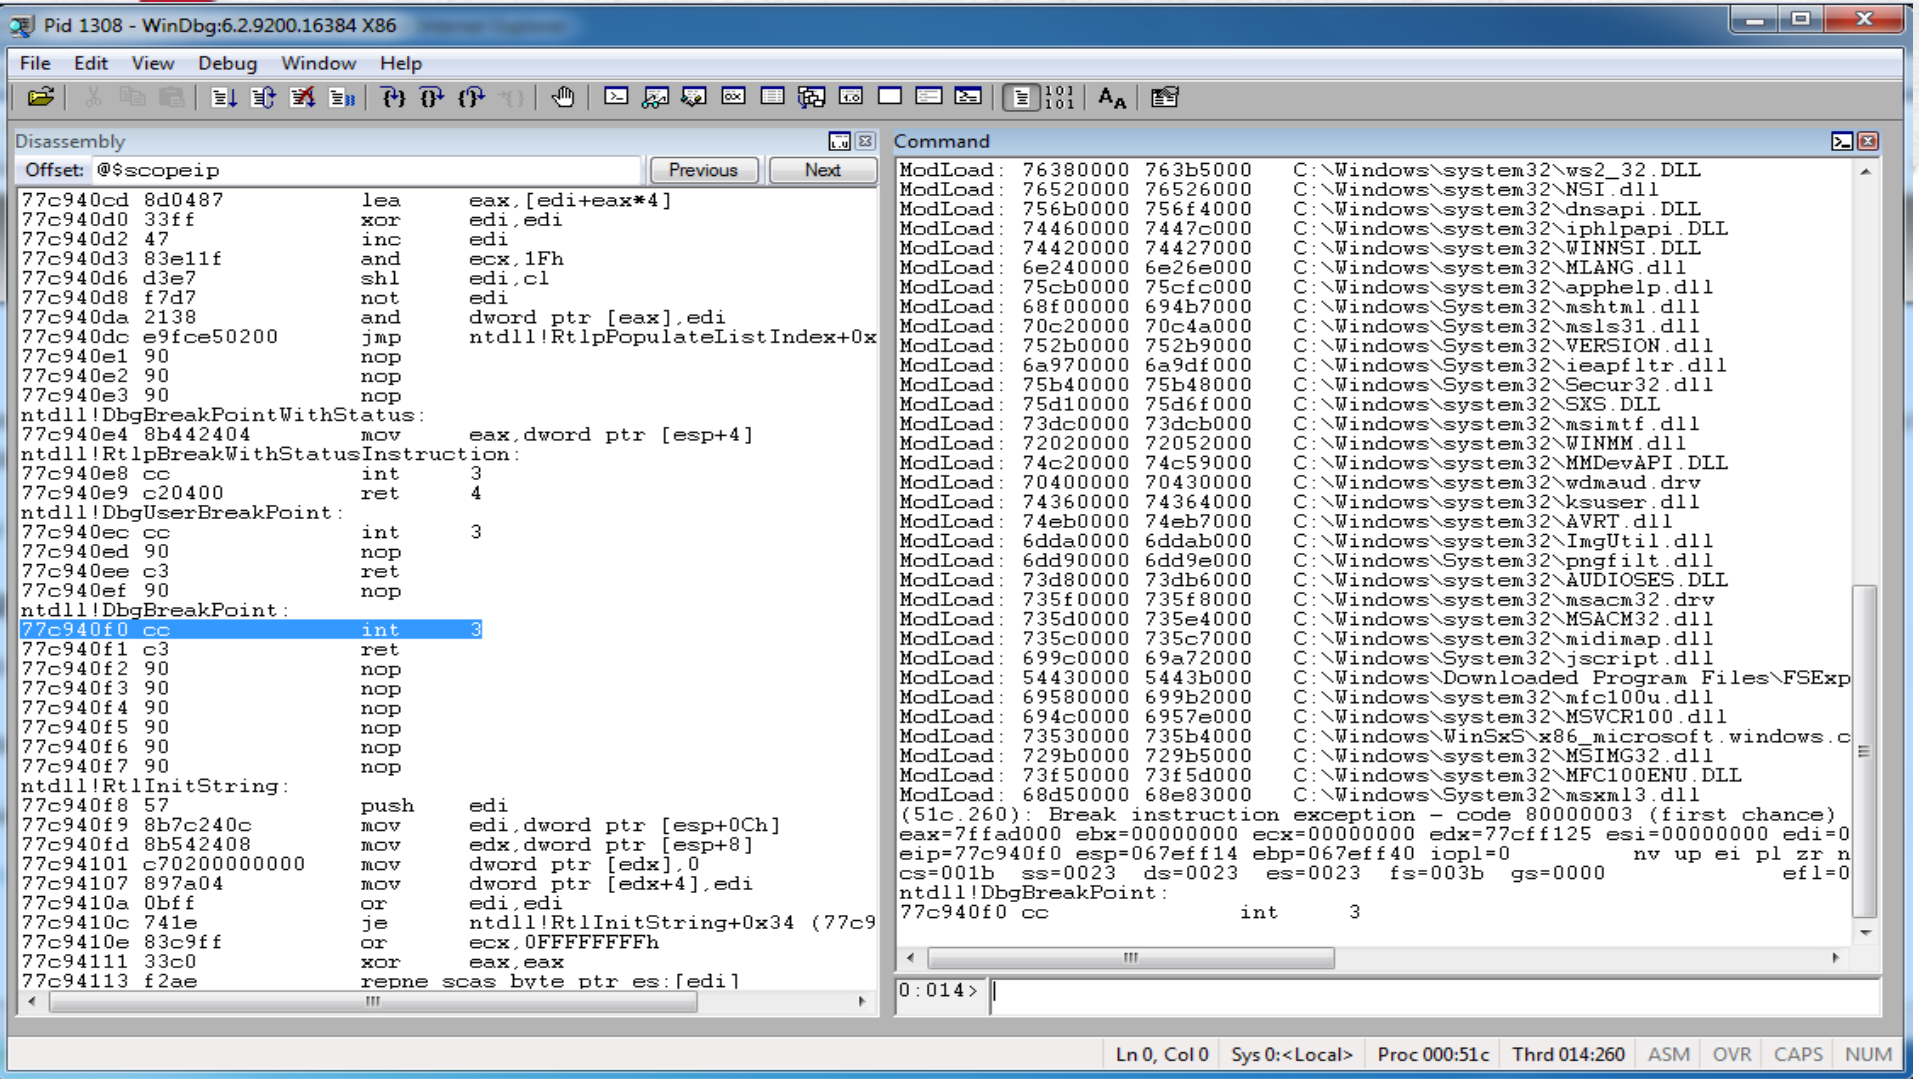 Pid 1308 - WinDbg:6.2.9200.16384 X86
File Edit View Debug Window Help
Disassembly
Offset: @$scopeip Previous Next
77c940cd 8d0487 lea eax,[edi+eax*4]
77c940d0 33ff xor edi,edi
77c940d2 47 inc edi
77c940d3 83e11f and ecx,1Fh
77c940d6 d3e7 shl edi,cl
77c940d8 f7d7 not edi
77c940da 2138 and dword ptr [eax],edi
77c940dc e9fce50200 jmp ntdll!RtlpPopulateListIndex+0x
77c940e1 90 nop
77c940e2 90 nop
77c940e3 90 nop
ntdll!DbgBreakPointWithStatus:
77c940e4 8b442404 mov eax,dword ptr [esp+4]
ntdll!RtlpBreakWithStatusInstruction:
77c940e8 cc int 3
77c940e9 c20400 ret 4
ntdll!DbgUserBreakPoint:
77c940ec cc int 3
77c940ed 90 nop
77c940ee c3 ret
77c940ef 90 nop
ntdll!DbgBreakPoint:
77c940f0 cc int 3
77c940f1 c3 ret
77c940f2 90 nop
77c940f3 90 nop
77c940f4 90 nop
77c940f5 90 nop
77c940f6 90 nop
77c940f7 90 nop
ntdll!RtlInitString:
77c940f8 57 push edi
77c940f9 8b7c240c mov edi,dword ptr [esp+0Ch]
77c940fd 8b542408 mov edx,dword ptr [esp+8]
77c94101 c70200000000 mov dword ptr [edx],0
77c94107 897a04 mov dword ptr [edx+4],edi
77c9410a 0bff or edi,edi
77c9410c 741e je ntdll!RtlInitString+0x34 (77c9
77c9410e 83c9ff or ecx,0FFFFFFFFh
77c94111 33c0 xor eax,eax
77c94113 f2ae repne scas byte ptr es:[edi]
Command
ModLoad: 76380000 763b5000 C:\Windows\system32\ws2_32.DLL
ModLoad: 76520000 76526000 C:\Windows\system32\NSI.dll
ModLoad: 756b0000 756f4000 C:\Windows\system32\dnsapi.DLL
ModLoad: 74460000 7447c000 C:\Windows\system32\iphlpapi.DLL
ModLoad: 74420000 74427000 C:\Windows\system32\WINNSI.DLL
ModLoad: 6e240000 6e26e000 C:\Windows\system32\MLANG.dll
ModLoad: 75cb0000 75cfc000 C:\Windows\system32\apphelp.dll
ModLoad: 68f00000 694b7000 C:\Windows\System32\mshtml.dll
ModLoad: 70c20000 70c4a000 C:\Windows\System32\msls31.dll
ModLoad: 752b0000 752b9000 C:\Windows\System32\VERSION.dll
ModLoad: 6a970000 6a9df000 C:\Windows\System32\ieapfltr.dll
ModLoad: 75b40000 75b48000 C:\Windows\System32\Secur32.dll
ModLoad: 75d10000 75d6f000 C:\Windows\system32\SXS.DLL
ModLoad: 73dc0000 73dcb000 C:\Windows\system32\msimtf.dll
ModLoad: 72020000 72052000 C:\Windows\system32\WINMM.dll
ModLoad: 74c20000 74c59000 C:\Windows\system32\MMDevAPI.DLL
ModLoad: 70400000 70430000 C:\Windows\system32\wdmaud.drv
ModLoad: 74360000 74364000 C:\Windows\system32\ksuser.dll
ModLoad: 74eb0000 74eb7000 C:\Windows\system32\AVRT.dll
ModLoad: 6dda0000 6ddab000 C:\Windows\system32\ImgUtil.dll
ModLoad: 6dd90000 6dd9e000 C:\Windows\System32\pngfilt.dll
ModLoad: 73d80000 73db6000 C:\Windows\system32\AUDIOSES.DLL
ModLoad: 735f0000 735f8000 C:\Windows\system32\msacm32.drv
ModLoad: 735d0000 735e4000 C:\Windows\system32\MSACM32.dll
ModLoad: 735c0000 735c7000 C:\Windows\system32\midimap.dll
ModLoad: 699c0000 69a72000 C:\Windows\System32\jscript.dll
ModLoad: 54430000 5443b000 C:\Windows\Downloaded Program Files\FSExp
ModLoad: 69580000 699b2000 C:\Windows\system32\mfc100u.dll
ModLoad: 694c0000 6957e000 C:\Windows\system32\MSVCR100.dll
ModLoad: 73530000 735b4000 C:\Windows\WinSxS\x86_microsoft.windows.c
ModLoad: 729b0000 729b5000 C:\Windows\system32\MSIMG32.dll
ModLoad: 73f50000 73f5d000 C:\Windows\system32\MFC100ENU.DLL
ModLoad: 68d50000 68e83000 C:\Windows\System32\msxml3.dll
(51c.260): Break instruction exception - code 80000003 (first chance)
eax=7ffad000 ebx=00000000 ecx=00000000 edx=77cff125 esi=00000000 edi=0
eip=77c940f0 esp=067eff14 ebp=067eff40 iopl=0 nv up ei pl zr n
cs=001b ss=0023 ds=0023 es=0023 fs=003b gs=0000 efl=0
ntdll!DbgBreakPoint:
77c940f0 cc int 3
0:014>
Ln 0, Col 0 Sys 0:<Local> Proc 000:51c Thrd 014:260 ASM OVR CAPS NUM